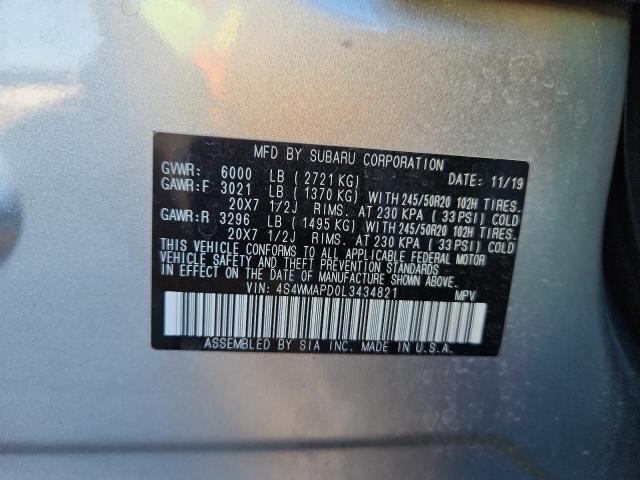 MFD BY SUBARU CORPORATION
GVWR: 6000 LB ( 2721 KG) DATE: 11/19
GAWR:F 3021 LB ( 1370 KG) WITH 245/50R20 102H TIRES.
20X7 1/2J RIMS. AT 230 KPA ( 33 PSI) COLD
GAWR:R 3296 LB ( 1495 KG) WITH 245/50R20 102H TIRES.
20X7 1/2J RIMS. AT 230 KPA ( 33 PSI) COLD
THIS VEHICLE CONFORMS TO ALL APPLICABLE FEDERAL MOTOR
VEHICLE SAFETY AND THEFT PREVENTION STANDARDS
IN EFFECT ON THE DATE OF MANUFACTURE SHOWN ABOVE.
VIN: 4S4WMAPD0L3434821 MPV
ASSEMBLED BY SIA INC. MADE IN U.S.A.